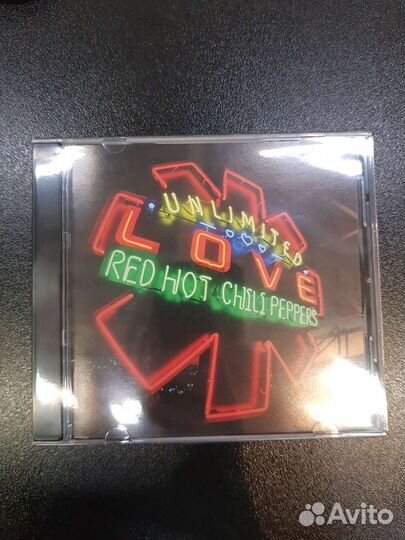 UNLIMITED
LOVE
RED HOT CHILI PEPPERS
Avito